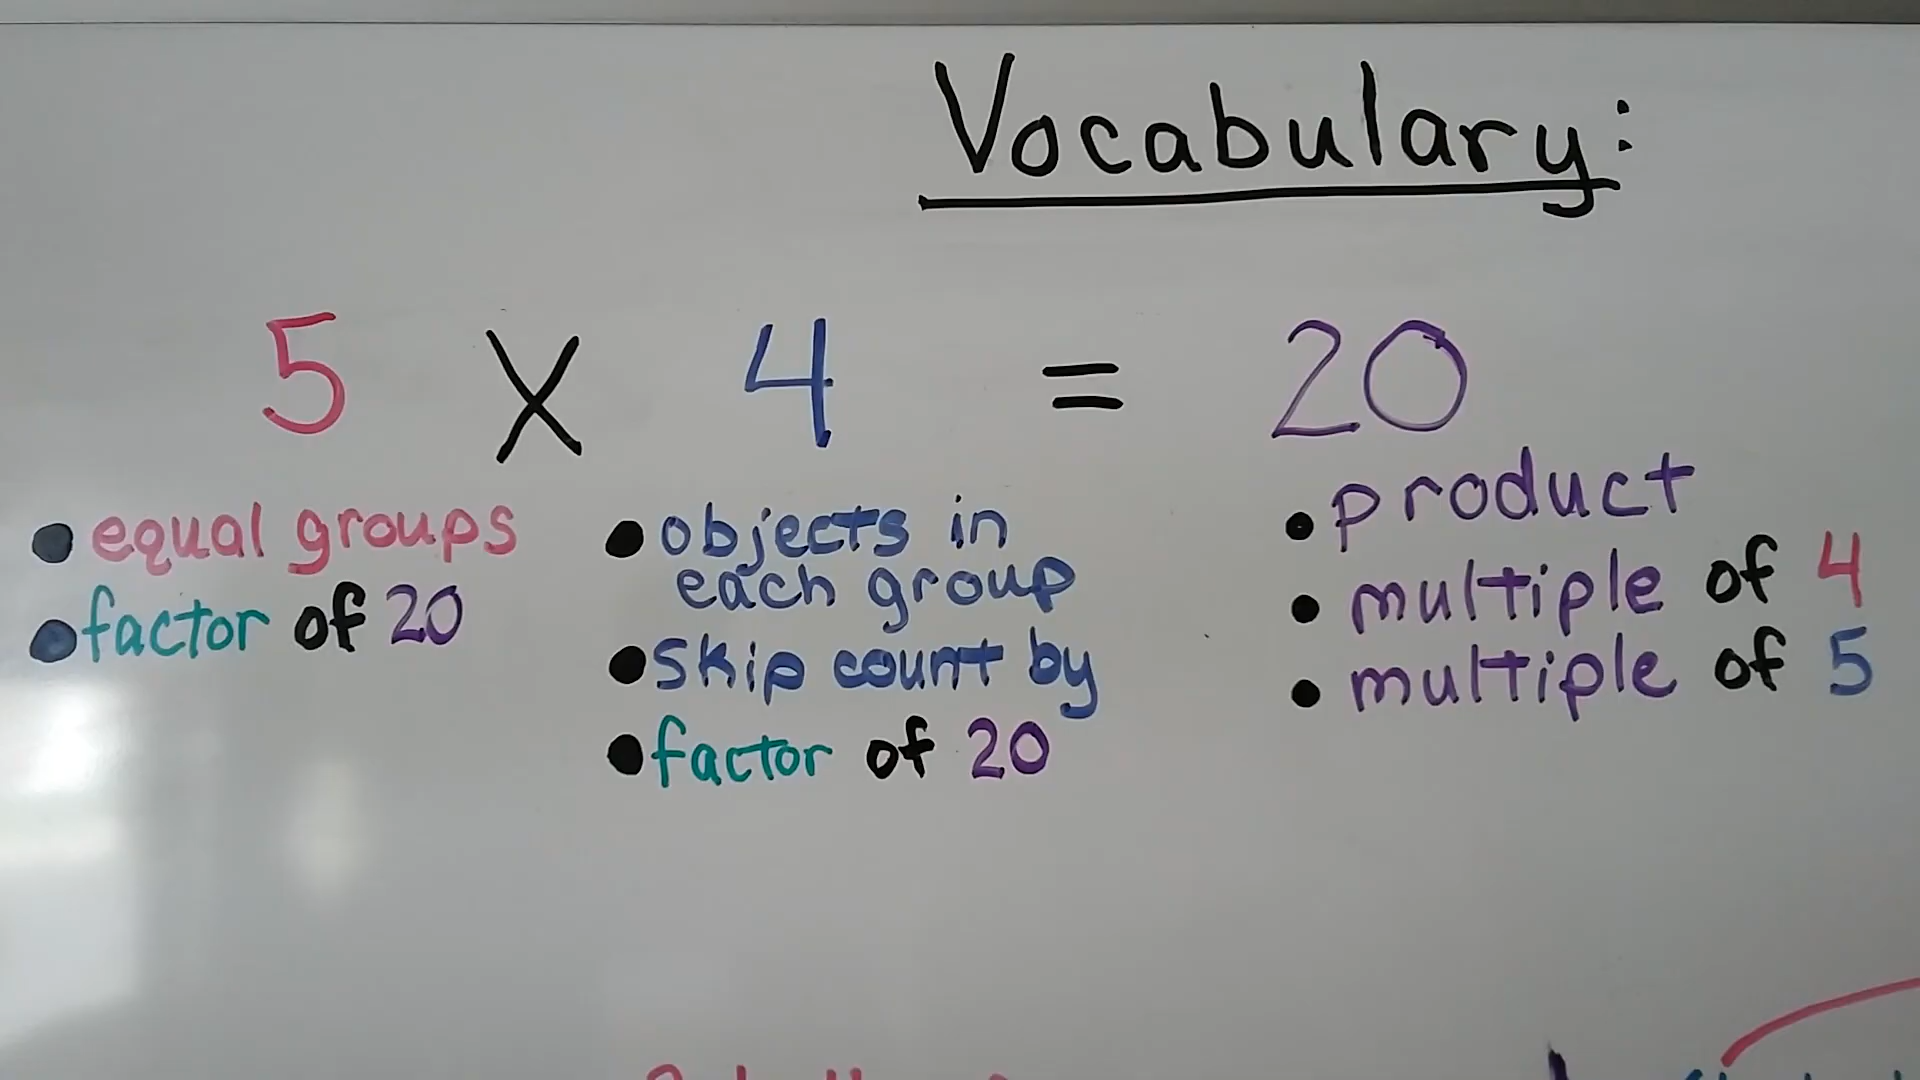 Vocabulary:
5 X 4 = 20
• equal groups
• factor of 20
• objects in
each group
• skip count by
• factor of 20
• product
• multiple of 4
• multiple of 5